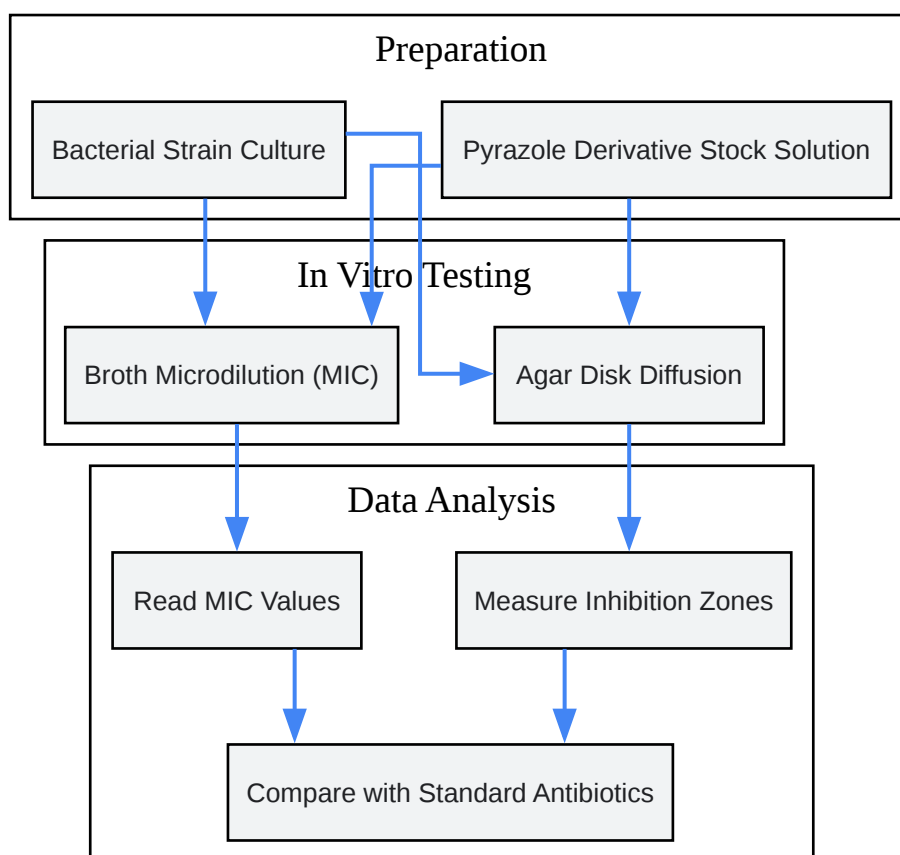 Preparation
Bacterial Strain Culture
Pyrazole Derivative Stock Solution
In Vitro Testing
Broth Microdilution (MIC)
Agar Disk Diffusion
Data Analysis
Read MIC Values
Measure Inhibition Zones
Compare with Standard Antibiotics